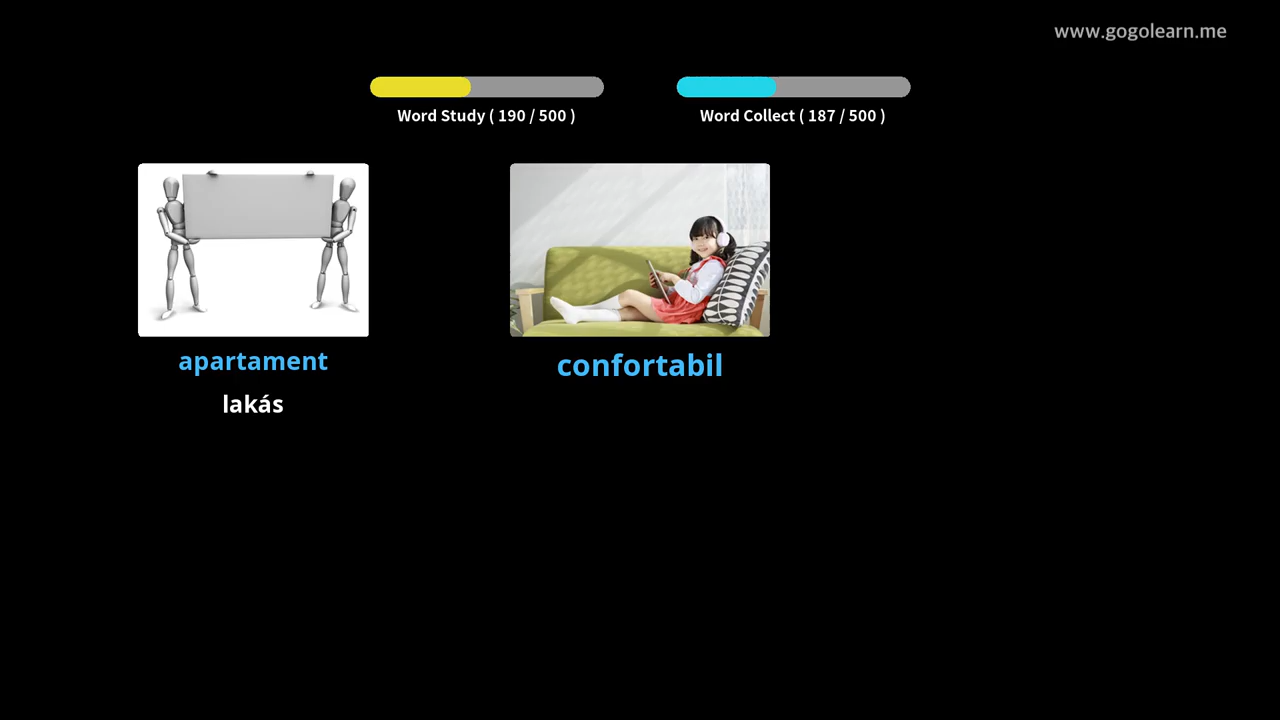 www.gogolearn.me
Word Study ( 190 / 500 )
Word Collect ( 187 / 500 )
apartament
lakás
confortabil